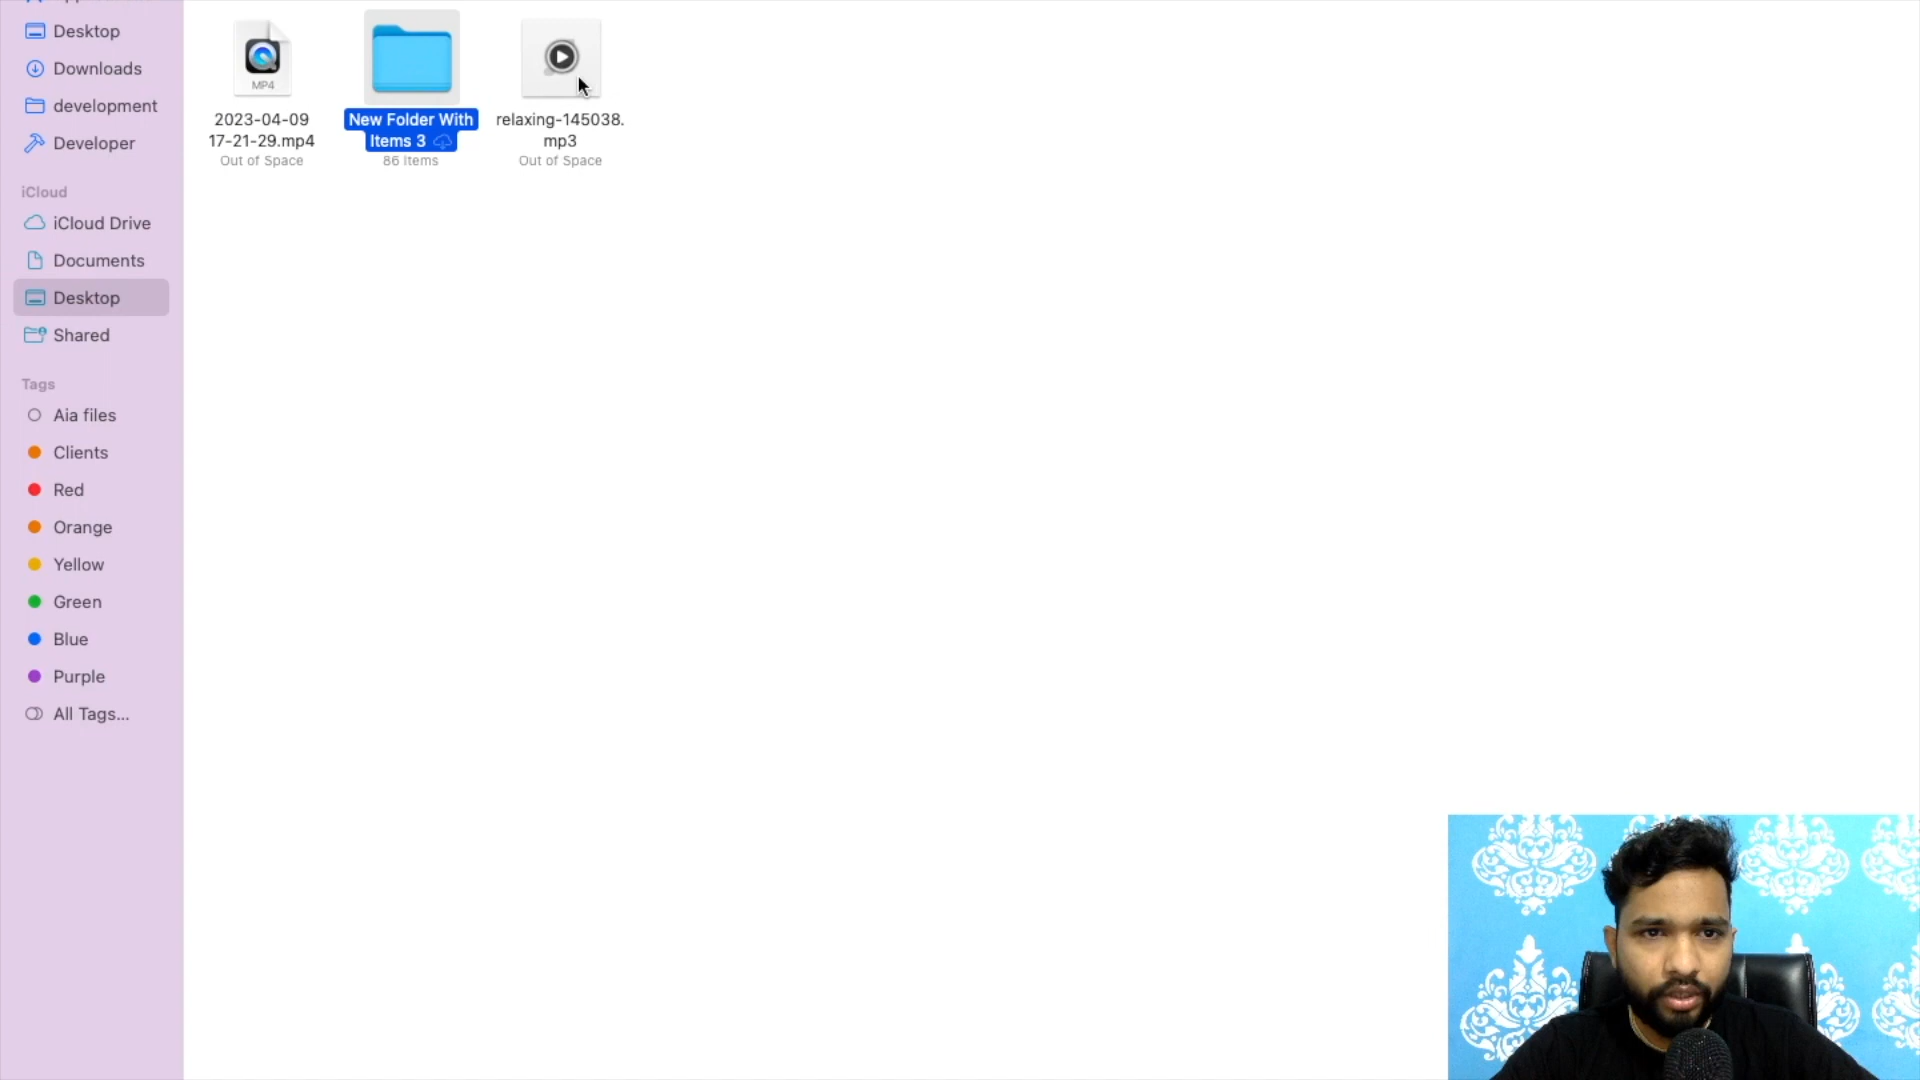 Desktop
Downloads
development
Developer
iCloud
iCloud Drive
Documents
Desktop
Shared
Tags
Aia files
Clients
Red
Orange
Yellow
Green
Blue
Purple
All Tags...
MP4
2023-04-09
17-21-29.mp4
Out of Space
New Folder With
Items 3
86 items
relaxing-145038.
mp3
Out of Space